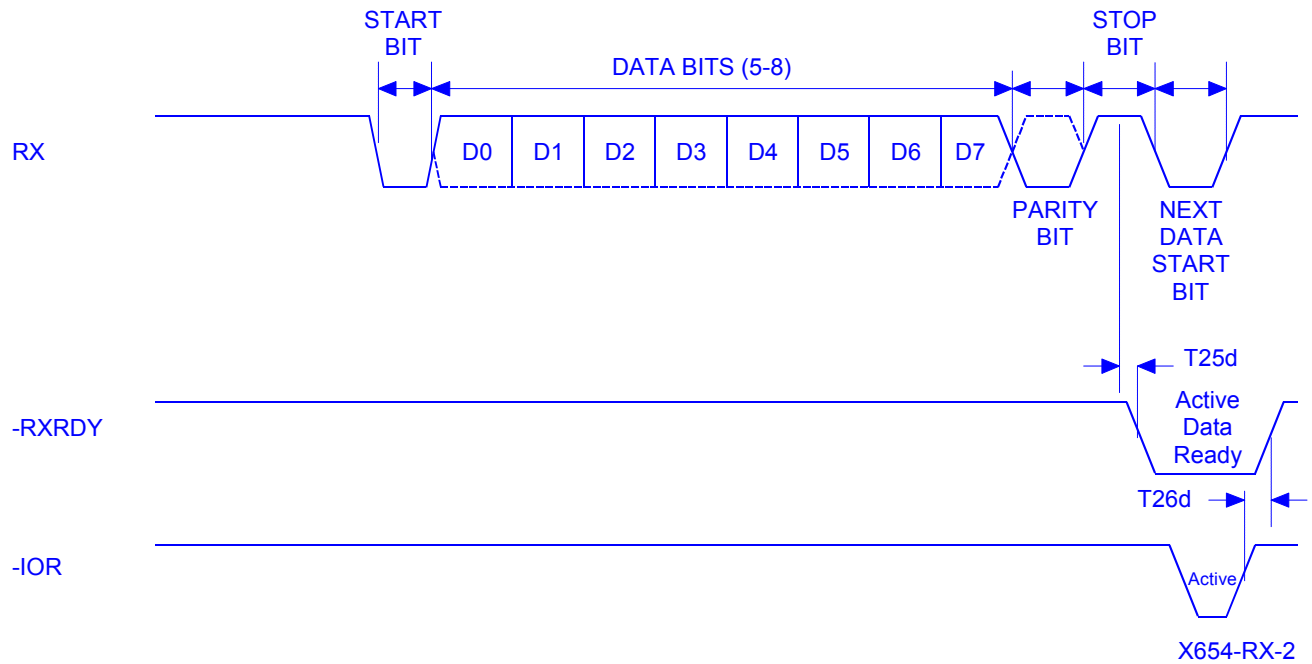 START
BIT
STOP
BIT
DATA BITS (5-8)
RX
D0 D1 D2 D3 D4 D5 D6 D7
PARITY
BIT
NEXT
DATA
START
BIT
T25d
-RXRDY
Active
Data
Ready
T26d
-IOR
Active
X654-RX-2